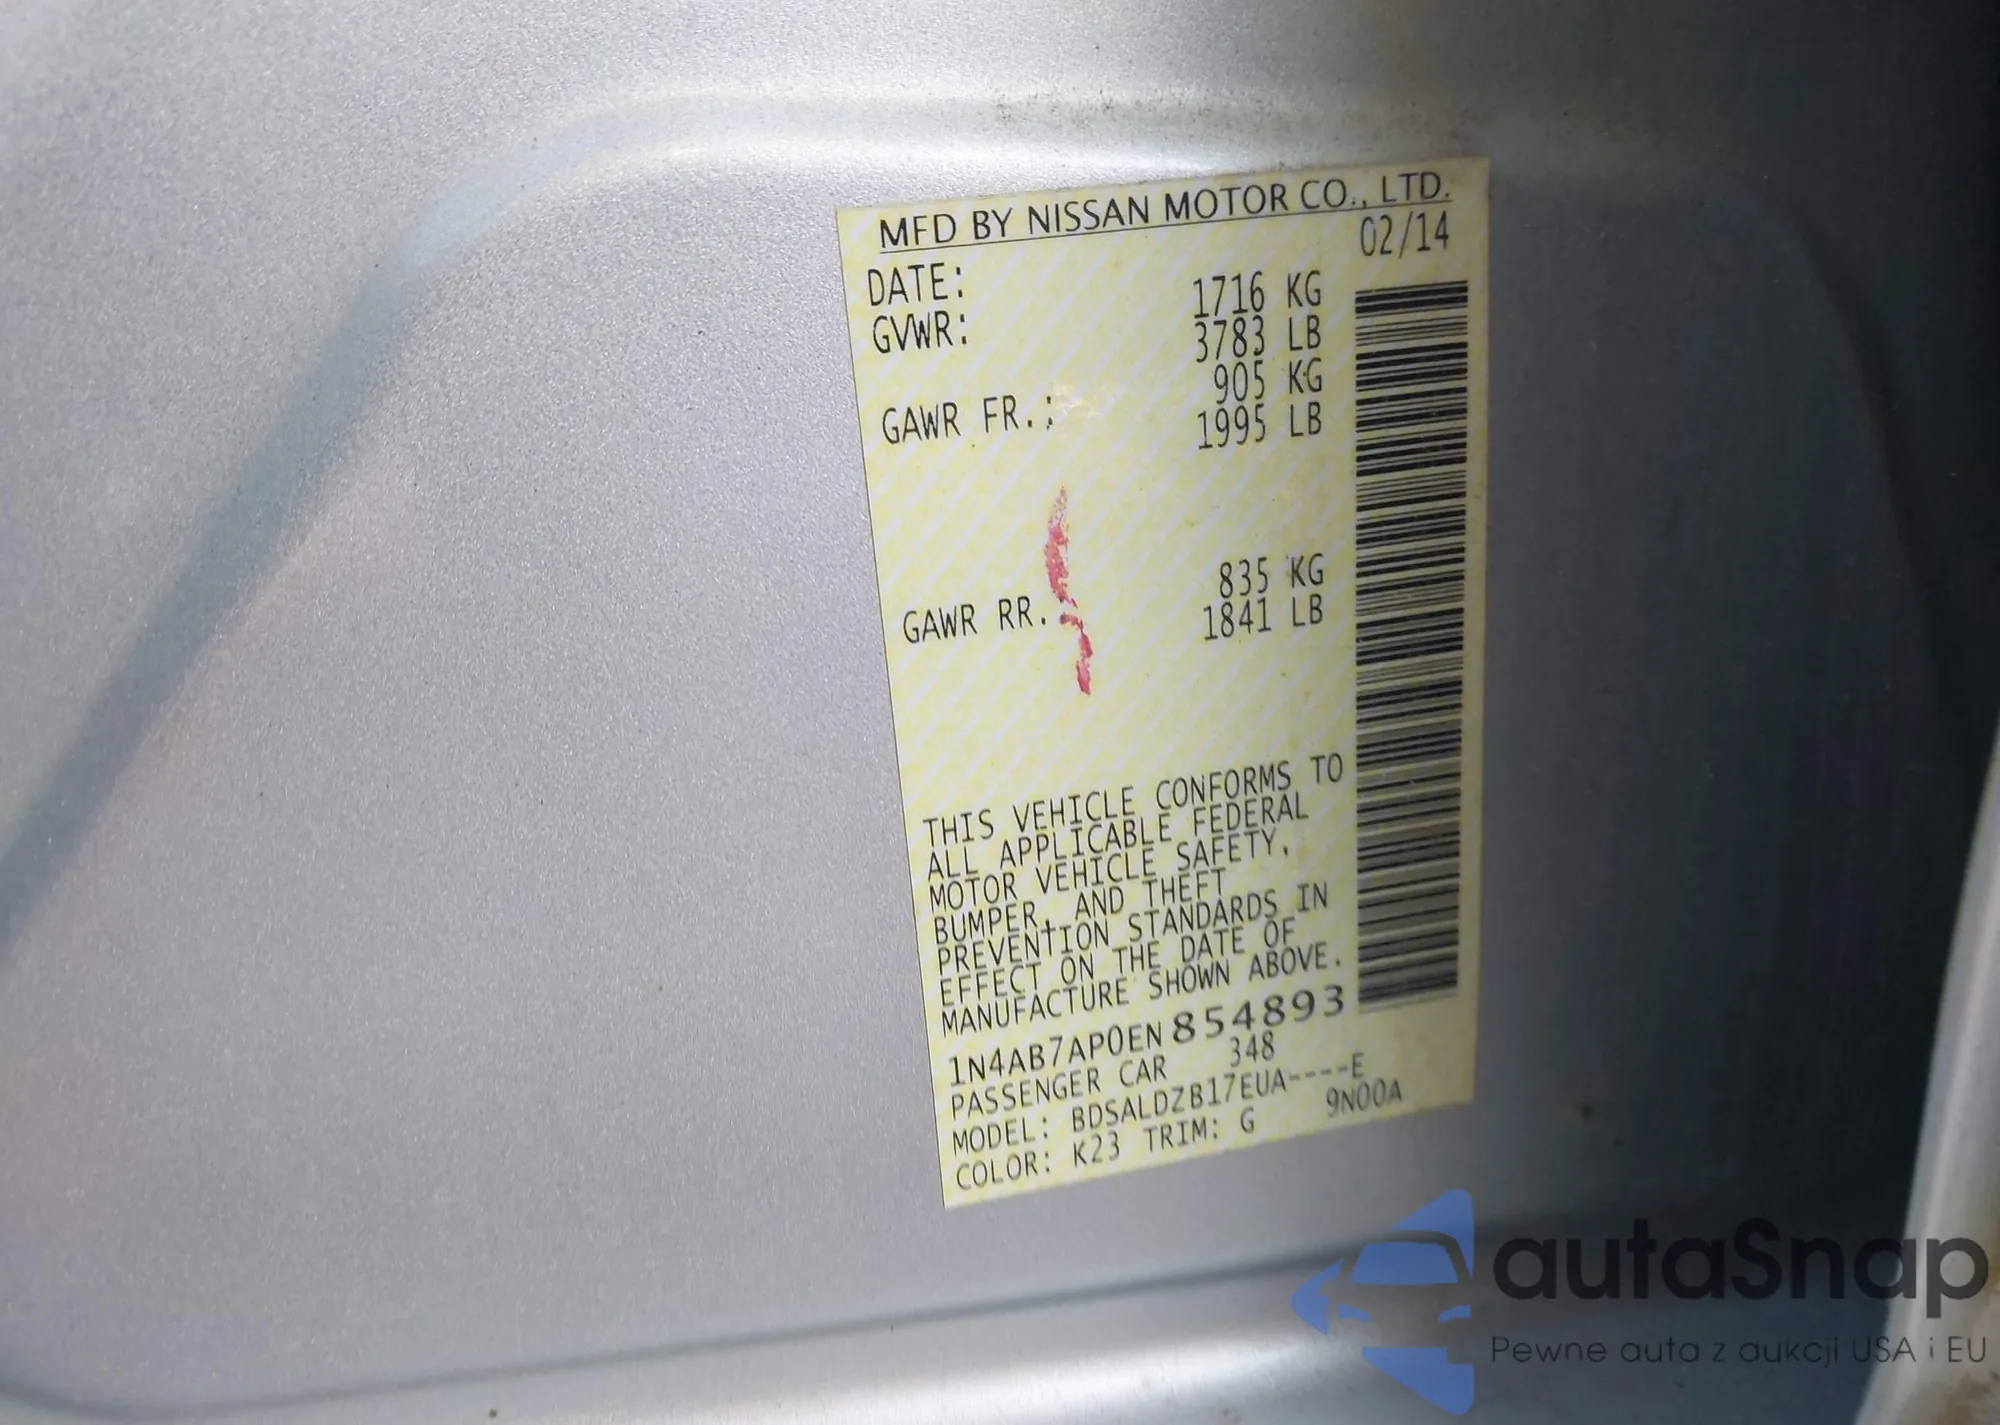 MFD BY NISSAN MOTOR CO., LTD.
DATE: 02/14
GVWR: 1716 KG
3783 LB
GAWR FR.: 905 KG
1995 LB
GAWR RR. 835 KG
1841 LB
THIS VEHICLE CONFORMS TO
ALL APPLICABLE FEDERAL
MOTOR VEHICLE SAFETY,
BUMPER, AND THEFT
PREVENTION STANDARDS IN
EFFECT ON THE DATE OF
MANUFACTURE SHOWN ABOVE.
1N4AB7AP0EN854893
PASSENGER CAR 348
MODEL: BDSALDZB17EUA----E
COLOR: K23 TRIM: G 9N00A
autaSnap
Pewne auta z aukcji USA i EU